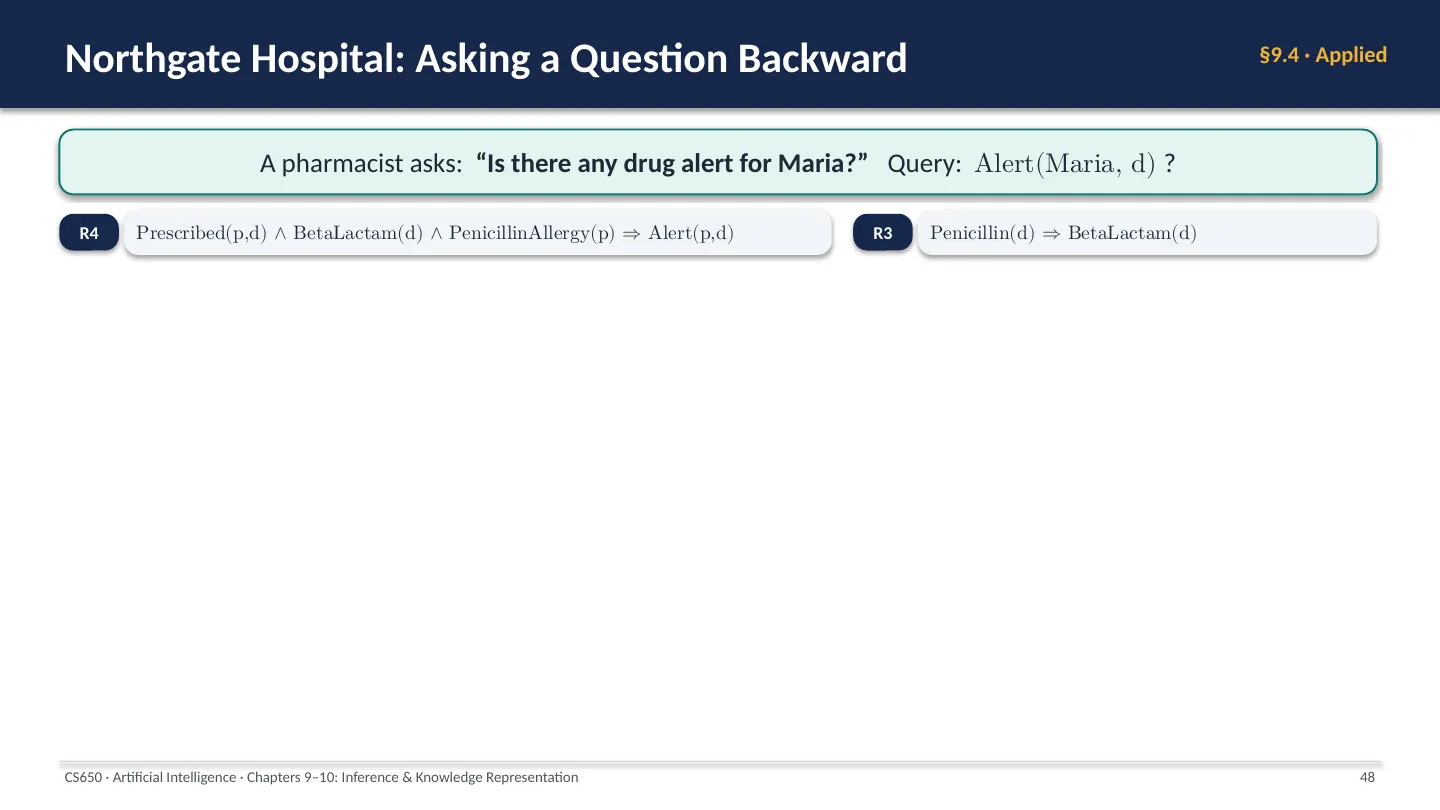 Northgate Hospital: Asking a Question Backward
§9.4 · Applied
A pharmacist asks: “Is there any drug alert for Maria?” Query: Alert(Maria, d) ?
R4 Prescribed(p,d) ∧ BetaLactam(d) ∧ PenicillinAllergy(p) ⇒ Alert(p,d)
R3 Penicillin(d) ⇒ BetaLactam(d)
CS650 · Artificial Intelligence · Chapters 9–10: Inference & Knowledge Representation
48